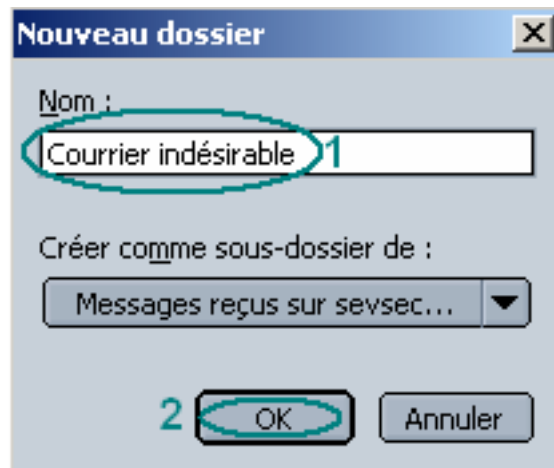 Nouveau dossier
Nom :
Courrier indésirable 1
Créer comme sous-dossier de :
Messages reçus sur sevsec...
2 OK Annuler